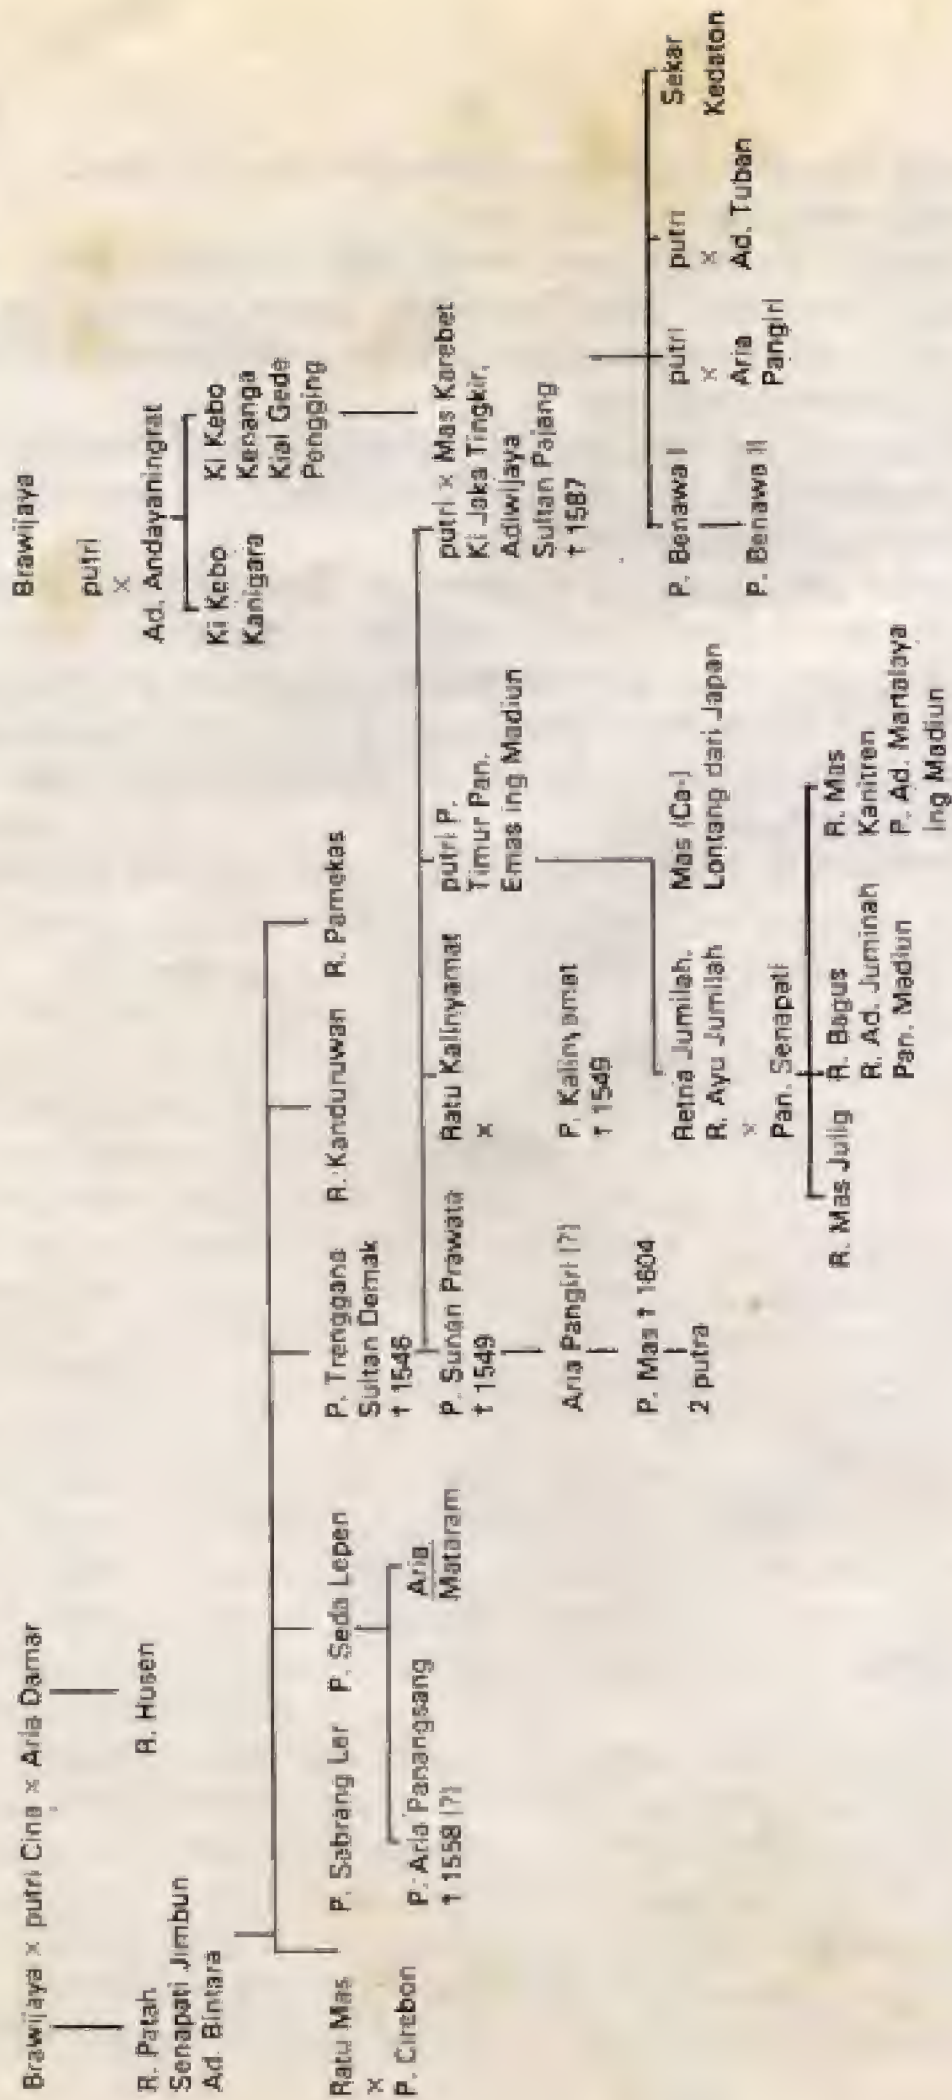 Brawijaya × putri Cina × Aria Damar
R. Patah
Senapati Jimbun
Ad. Bintara
R. Husen
Brawijaya
putri
×
Ad. Andayaningrat
Ki Kebo
Kanigara
Ki Kebo
Kenanga
Kiai Gede
Pengging
Ratu Mas
×
P. Cirebon
P. Sabrang Ler
P. Seda Lepen
P. Trenggana
Sultan Demak
† 1546
R. Kanduruwan
R. Pamekas
P. Aria Panangsang
† 1558 (?)
Aria
Mataram
P. Sunan Prawata
† 1549
Ratu Kalinyamat
×
P. Kalinyamat
† 1549
putri P.
Timur Pan.
Emas ing Madiun
putri × Mas Karebet
Ki Jaka Tingkir,
Adiwijaya
Sultan Pajang
† 1587
Aria Pangiri (?)
P. Mas † 1604
2 putra
Retna Jumilah,
R. Ayu Jumilah
×
Pan. Senapati
Mas (Ca-)
Lontang dari Japan
P. Benawa I
P. Benawa II
putri
×
Aria
Pangiri
putri
×
Ad. Tuban
Sekar
Kedaton
R. Mas Julig
R. Bagus
R. Ad. Juminah
Pan. Madiun
R. Mas
Kanitren
P. Ad. Martalaya
ing Madiun